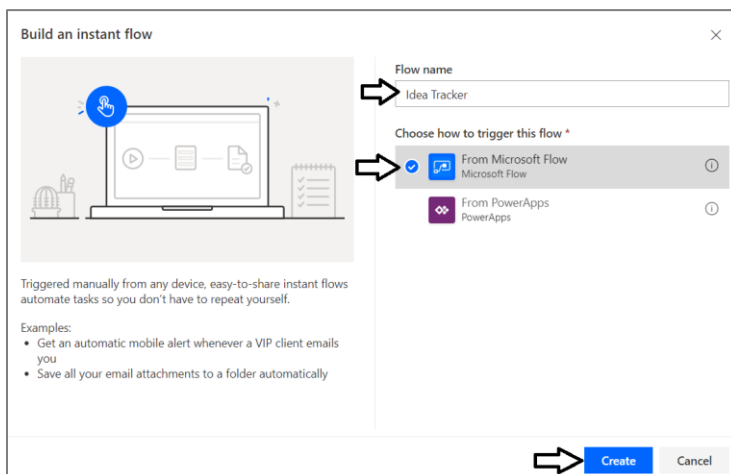 Build an instant flow
Flow name
Idea Tracker
Choose how to trigger this flow *
From Microsoft Flow
Microsoft Flow
From PowerApps
PowerApps
Triggered manually from any device, easy-to-share instant flows
automate tasks so you don't have to repeat yourself.
Examples:
• Get an automatic mobile alert whenever a VIP client emails
you
• Save all your email attachments to a folder automatically
Create
Cancel